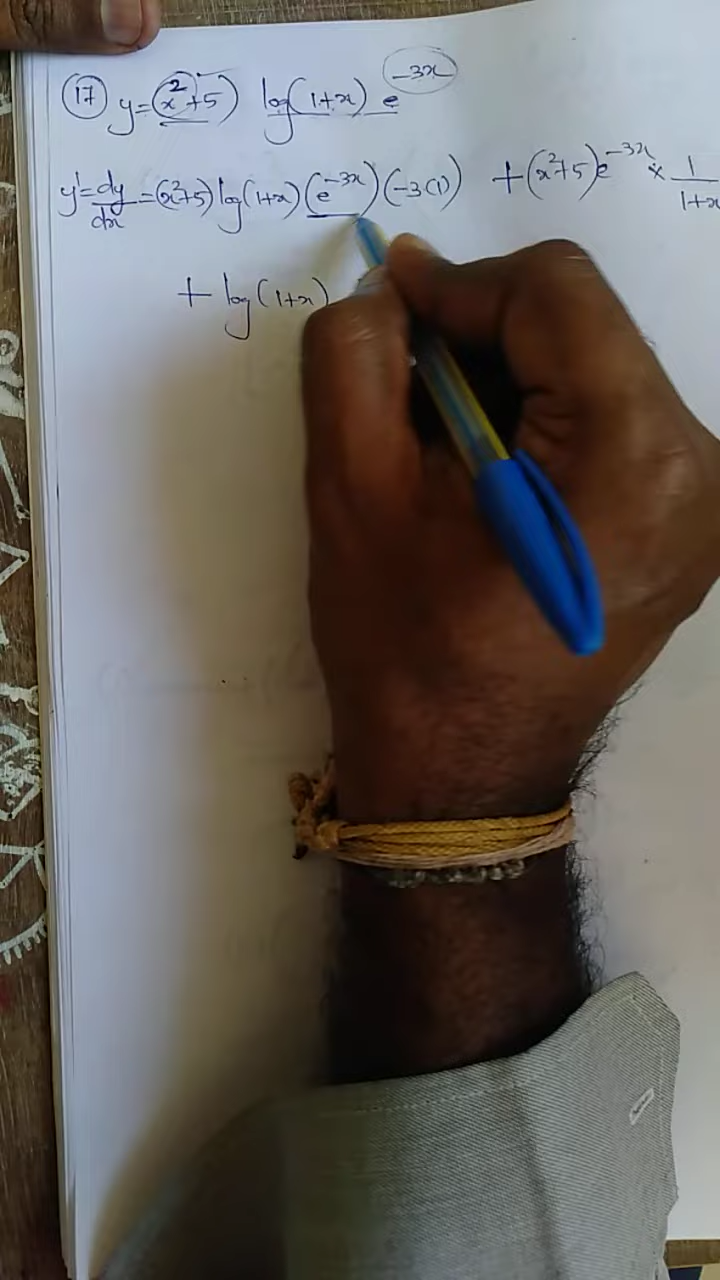 17 y=(x²+5) log(1+x) e⁻³ˣ
y'=dy/dx=(x²+5)log(1+x)(e⁻³ˣ)(-3(1) +(x²+5)e⁻³ˣ× 1/1+x
+ log(1+x)